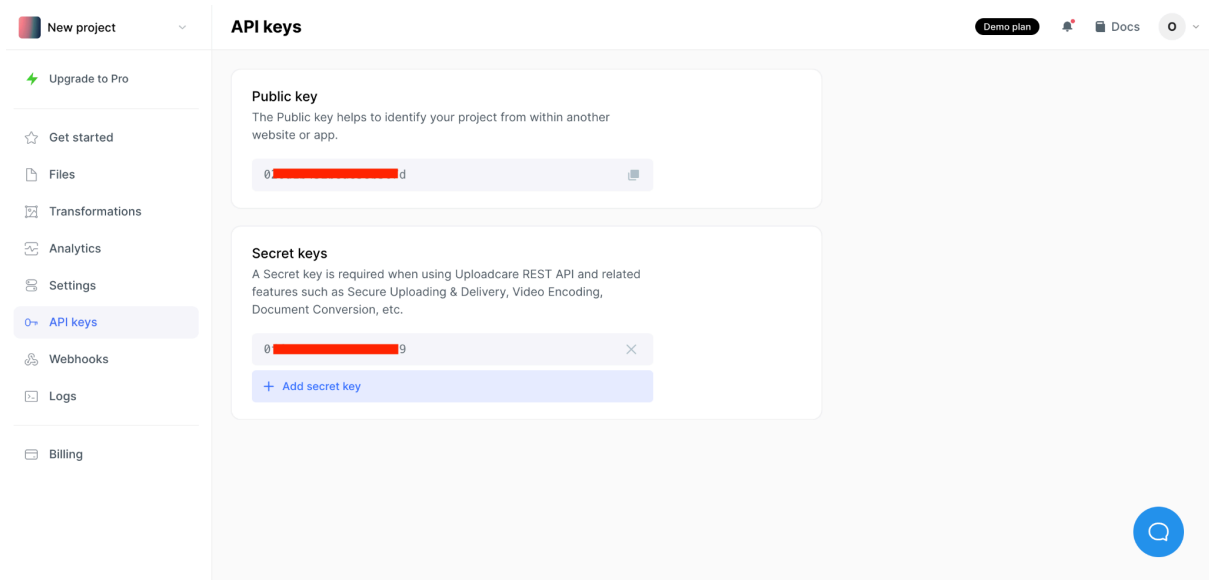 New project
API keys
Demo plan
Docs
O
Upgrade to Pro
Get started
Files
Transformations
Analytics
Settings
API keys
Webhooks
Logs
Billing
Public key
The Public key helps to identify your project from within another
website or app.
Secret keys
A Secret key is required when using Uploadcare REST API and related
features such as Secure Uploading & Delivery, Video Encoding,
Document Conversion, etc.
+ Add secret key